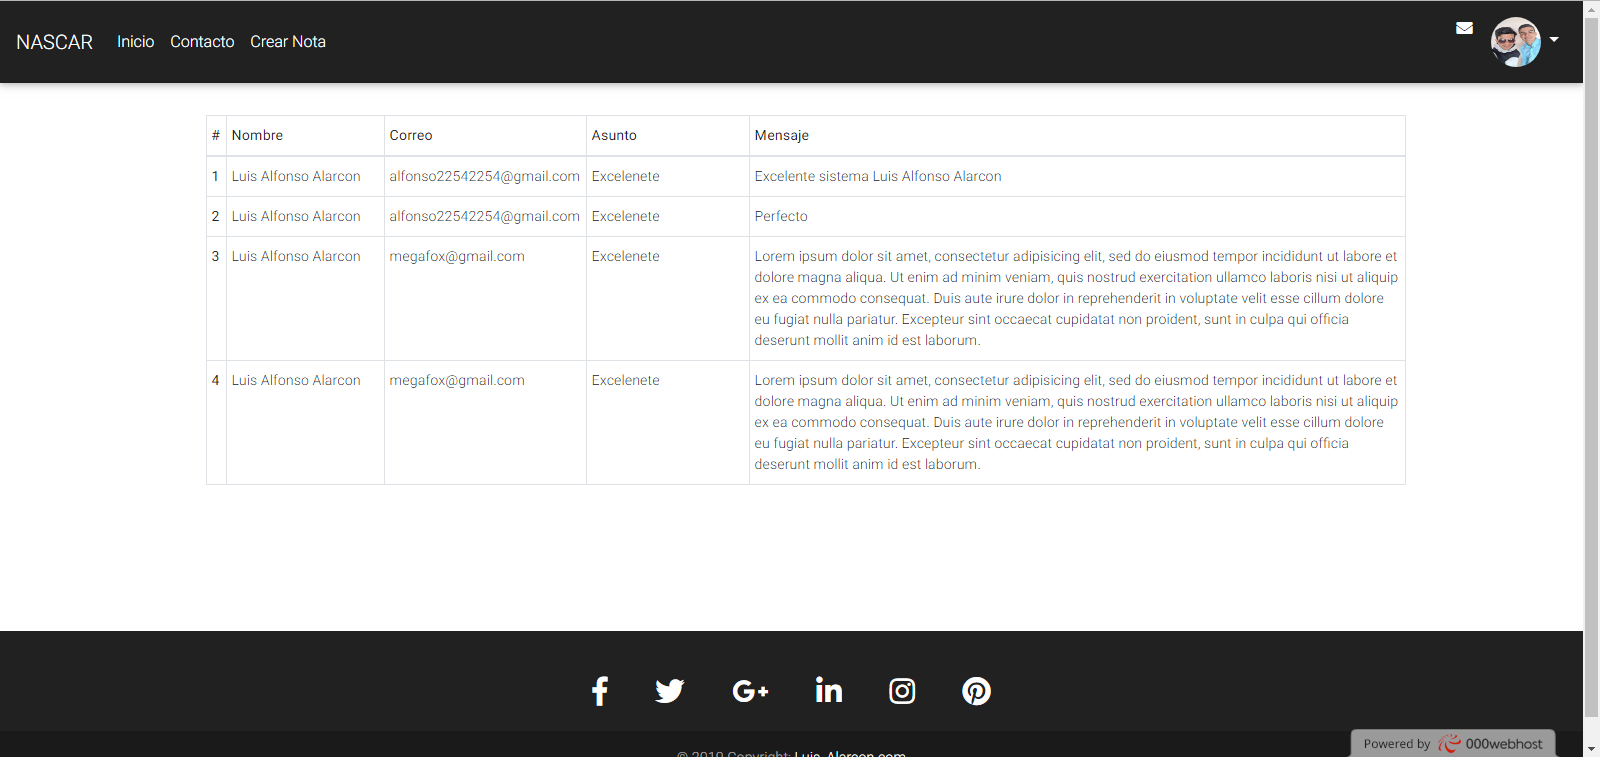 NASCAR Inicio Contacto Crear Nota
# Nombre Correo Asunto Mensaje
1 Luis Alfonso Alarcon alfonso22542254@gmail.com Excelenete Excelente sistema Luis Alfonso Alarcon
2 Luis Alfonso Alarcon alfonso22542254@gmail.com Excelenete Perfecto
3 Luis Alfonso Alarcon megafox@gmail.com Excelenete Lorem ipsum dolor sit amet, consectetur adipisicing elit, sed do eiusmod tempor incididunt ut labore et
dolore magna aliqua. Ut enim ad minim veniam, quis nostrud exercitation ullamco laboris nisi ut aliquip
ex ea commodo consequat. Duis aute irure dolor in reprehenderit in voluptate velit esse cillum dolore
eu fugiat nulla pariatur. Excepteur sint occaecat cupidatat non proident, sunt in culpa qui officia
deserunt mollit anim id est laborum.
4 Luis Alfonso Alarcon megafox@gmail.com Excelenete Lorem ipsum dolor sit amet, consectetur adipisicing elit, sed do eiusmod tempor incididunt ut labore et
dolore magna aliqua. Ut enim ad minim veniam, quis nostrud exercitation ullamco laboris nisi ut aliquip
ex ea commodo consequat. Duis aute irure dolor in reprehenderit in voluptate velit esse cillum dolore
eu fugiat nulla pariatur. Excepteur sint occaecat cupidatat non proident, sunt in culpa qui officia
deserunt mollit anim id est laborum.
© 2019 Copyright: Luis-Alarcon.com
Powered by 000webhost